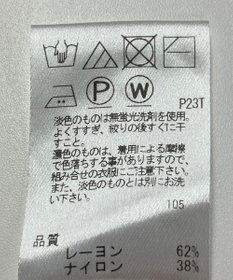 P W
P23T
淡色のものは無蛍光洗剤を使用。
よくすすぎ、絞りの後すぐに干
すこと。
濃色のものは、着用による摩擦
で色落ちする事がありますので、
組み合せの衣服にご注意下さい。
また、淡色のものとは別にお洗
い下さい。
105
品質
レーヨン 62%
ナイロン 38%